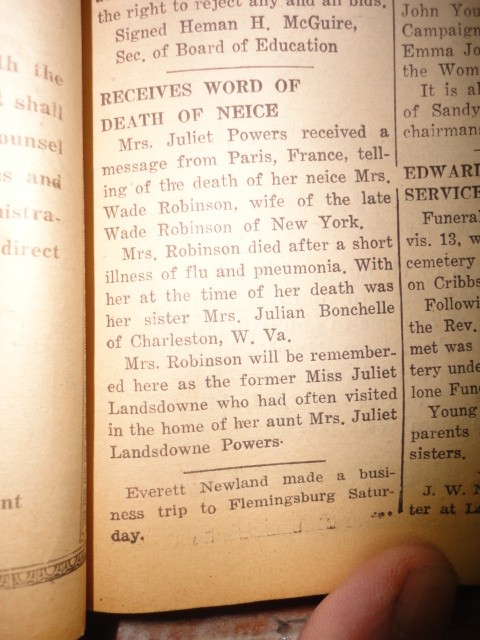 th the
t shall
ounsel
s and
istra-
direct
nt
the right to reject any and all bids.
Signed Heman H. McGuire,
Sec. of Board of Education
RECEIVES WORD OF
DEATH OF NEICE
Mrs. Juliet Powers received a
message from Paris, France, tell-
ing of the death of her neice Mrs.
Wade Robinson, wife of the late
Wade Robinson of New York.
Mrs. Robinson died after a short
illness of flu and pneumonia. With
her at the time of her death was
her sister Mrs. Julian Bonchelle
of Charleston, W. Va.
Mrs. Robinson will be remember-
ed here as the former Miss Juliet
Landsdowne who had often visited
in the home of her aunt Mrs. Juliet
Landsdowne Powers.
Everett Newland made a busi-
ness trip to Flemingsburg Satur-
day.
John You
Campaign
Emma Jo
the Wom
It is al
of Sandy
chairmans
EDWARD
SERVICE
Funeral
vis. 13, w
cemetery
on Cribbs
Followi
the Rev.
met was
tery unde
lone Fun
Young
parents
sisters.
J. W. N
ter at L